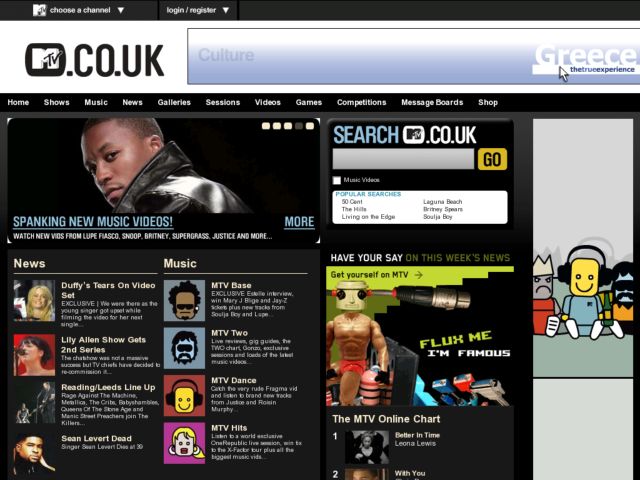 choose a channel
login / register
MTV.CO.UK
Culture
Greece
thetrueexperience
Home Shows Music News Galleries Sessions Videos Games Competitions Message Boards Shop
SPANKING NEW MUSIC VIDEOS! MORE
WATCH NEW VIDS FROM LUPE FIASCO, SNOOP, BRITNEY, SUPERGRASS, JUSTICE AND MORE...
SEARCH MTV.CO.UK
GO
Music Videos
POPULAR SEARCHES
50 Cent Laguna Beach
The Hills Britney Spears
Living on the Edge Soulja Boy
News
Duffy's Tears On Video
Set
EXCLUSIVE | We were there as the
young singer got upset while
filming the video for her next
single...
Lily Allen Show Gets
2nd Series
The chatshow was not a massive
success but TV chiefs have decided to
re-commission it...
Reading/Leeds Line Up
Rage Against The Machine,
Metallica, The Cribs, Babyshambles,
Queens Of The Stone Age and
Manic Street Preachers join The
Killers...
Sean Levert Dead
Singer Sean Levert Dies at 39
Music
MTV Base
EXCLUSIVE Estelle interview,
win Mary J Blige and Jay-Z
tickets plus new tracks from
Soulja Boy and Lupe...
MTV Two
Live reviews, gig guides, the
TWO chart, Gonzo, exclusive
sessions and loads of the latest
music videos...
MTV Dance
Catch the very rude Fragma vid
and listen to brand new tracks
from Justice and Roisin
Murphy...
MTV Hits
Listen to a world exclusive
OneRepublic live session, win tix
to the X-Factor tour plus all the
biggest music vids...
HAVE YOUR SAY ON THIS WEEK'S NEWS
Get yourself on MTV
FLUX ME
I'M FAMOUS
The MTV Online Chart
1 Better In Time
Leona Lewis
2 With You